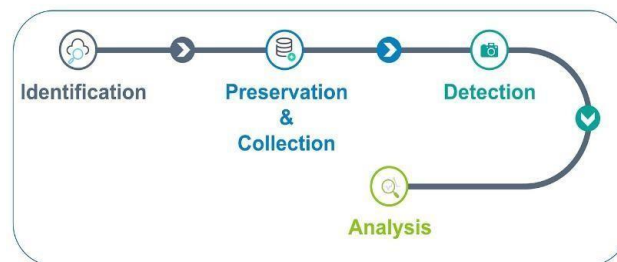 Identification
Preservation
&
Collection
Detection
Analysis